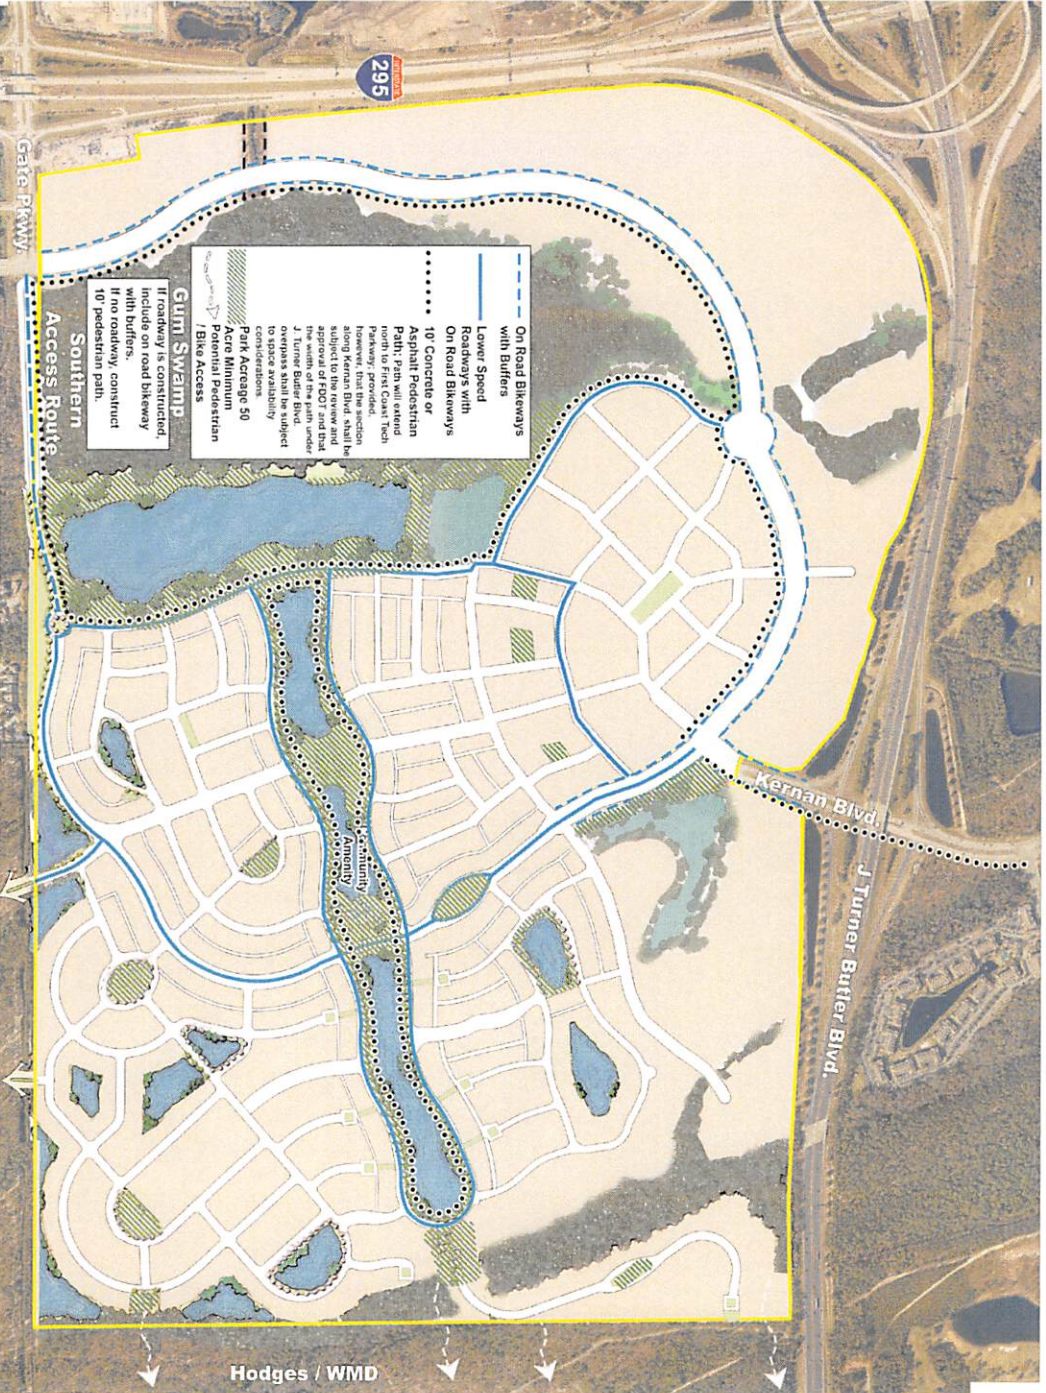 INTERSTATE
295
Gate Pkwy.
On Road Bikeways
with Buffers
Lower Speed
Roadways with
On Road Bikeways
10' Concrete or
Asphalt Pedestrian
Path; Path will extend
north to First Coast Tech
Parkway; provided,
however, that the section
along Kernan Blvd. shall be
subject to the review and
approval of FDOT and that
the width of the path under
J. Turner Butler Blvd.
overpass shall be subject
to space availability
considerations.
Park Acreage 50
Acre Minimum
Potential Pedestrian
/ Bike Access
Gum Swamp
If roadway is constructed,
include on road bikeway
with buffers.
If no roadway, construct
10' pedestrian path.
Southern
Access Route
Kernan Blvd.
J. Turner Butler Blvd.
Amenity
Hodges / WMD